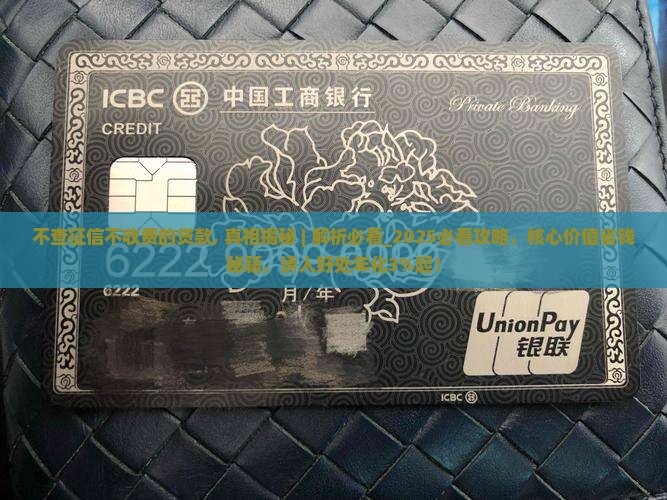 ICBC 中国工商银行
Private Banking
CREDIT
不查征信不收费的贷款, 真相揭秘 | 解析必看_2025必看攻略，核心价值省钱
秘籍，诱人好处年化3%起!
6222
6222
月/年
UnionPay
银联
ICBC